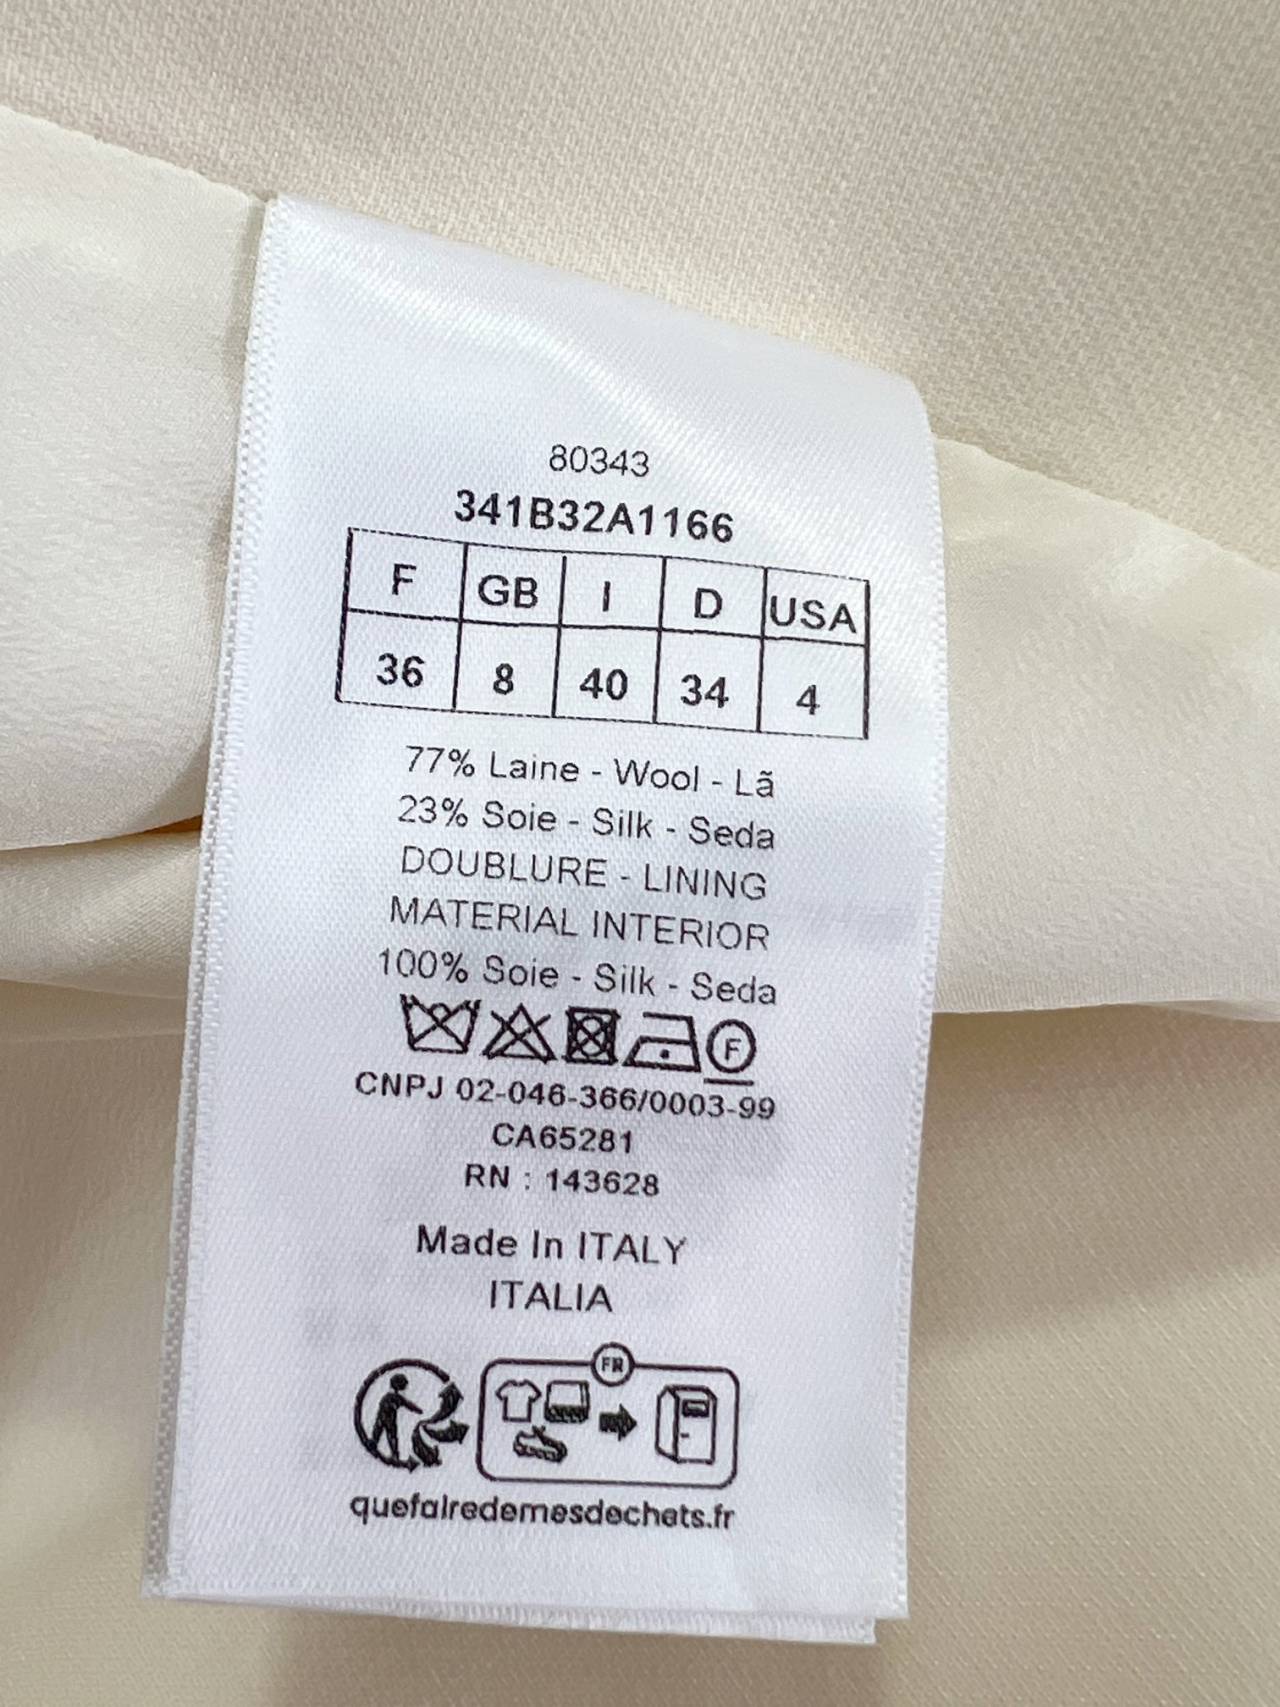 80343
341B32A1166
F GB I D USA
36 8 40 34 4
77% Laine - Wool - Lã
23% Soie - Silk - Seda
DOUBLURE - LINING
MATERIAL INTERIOR
100% Soie - Silk - Seda
F
CNPJ 02-046-366/0003-99
CA65281
RN : 143628
Made In ITALY
ITALIA
FR
quefairedemesdechets.fr